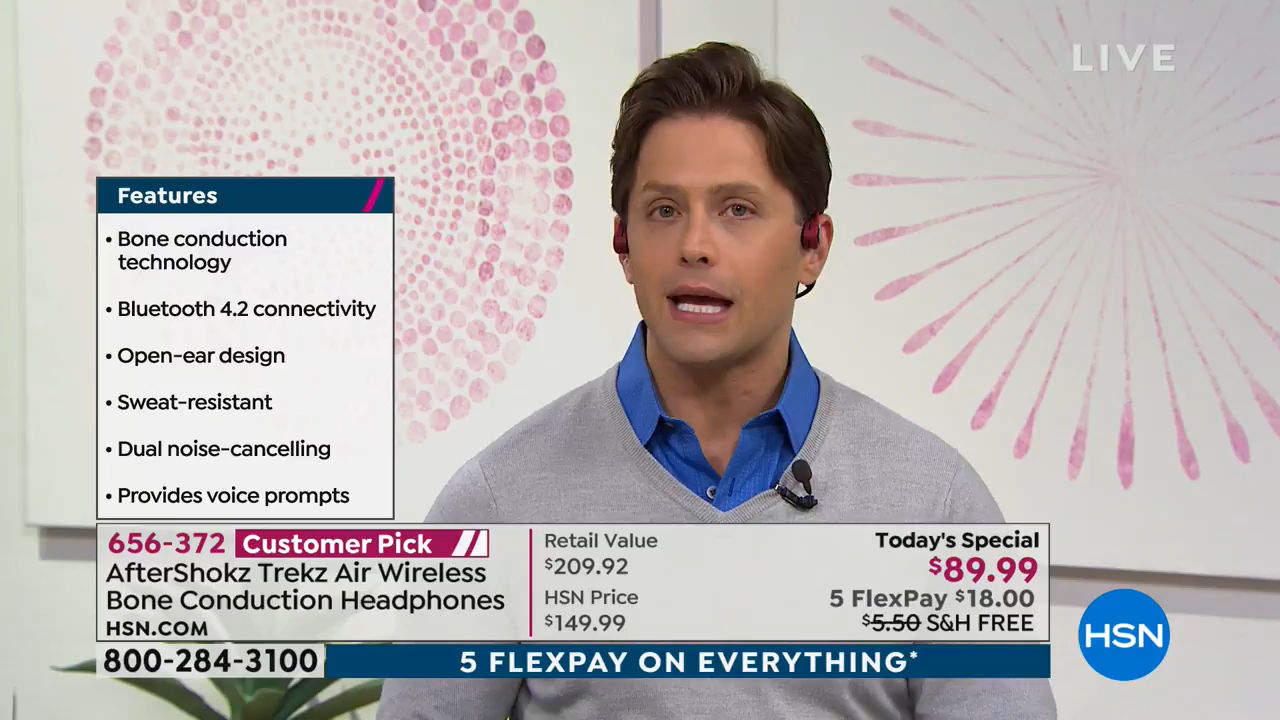 LIVE
Features
• Bone conduction
technology
• Bluetooth 4.2 connectivity
• Open-ear design
• Sweat-resistant
• Dual noise-cancelling
• Provides voice prompts
656-372 Customer Pick
AfterShokz Trekz Air Wireless
Bone Conduction Headphones
HSN.COM
Retail Value
$209.92
HSN Price
$149.99
Today's Special
$89.99
5 FlexPay $18.00
$5.50 S&H FREE
HSN
800-284-3100
5 FLEXPAY ON EVERYTHING*